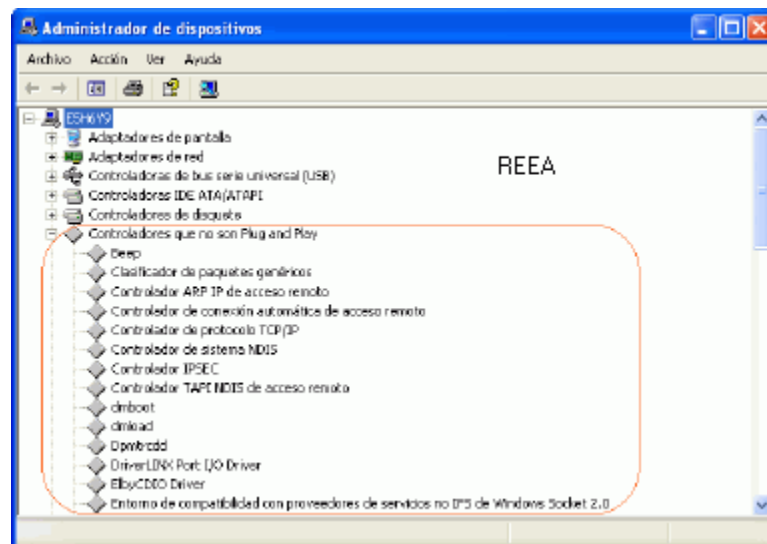 Administrador de dispositivos
Archivo Acción Ver Ayuda
E5H6Y9
Adaptadores de pantalla
Adaptadores de red
REEA
Controladoras de bus serie universal (USB)
Controladoras IDE ATA/ATAPI
Controladores de disquete
Controladores que no son Plug and Play
Beep
Clasificador de paquetes genéricos
Controlador ARP IP de acceso remoto
Controlador de conexión automática de acceso remoto
Controlador de protocolo TCP/IP
Controlador de sistema NDIS
Controlador IPSEC
Controlador TAPI NDIS de acceso remoto
dmboot
dmload
DriverLINX Port I/O Driver
ElbyCDIO Driver
Entorno de compatibilidad con proveedores de servicios no IFS de Windows Socket 2.0